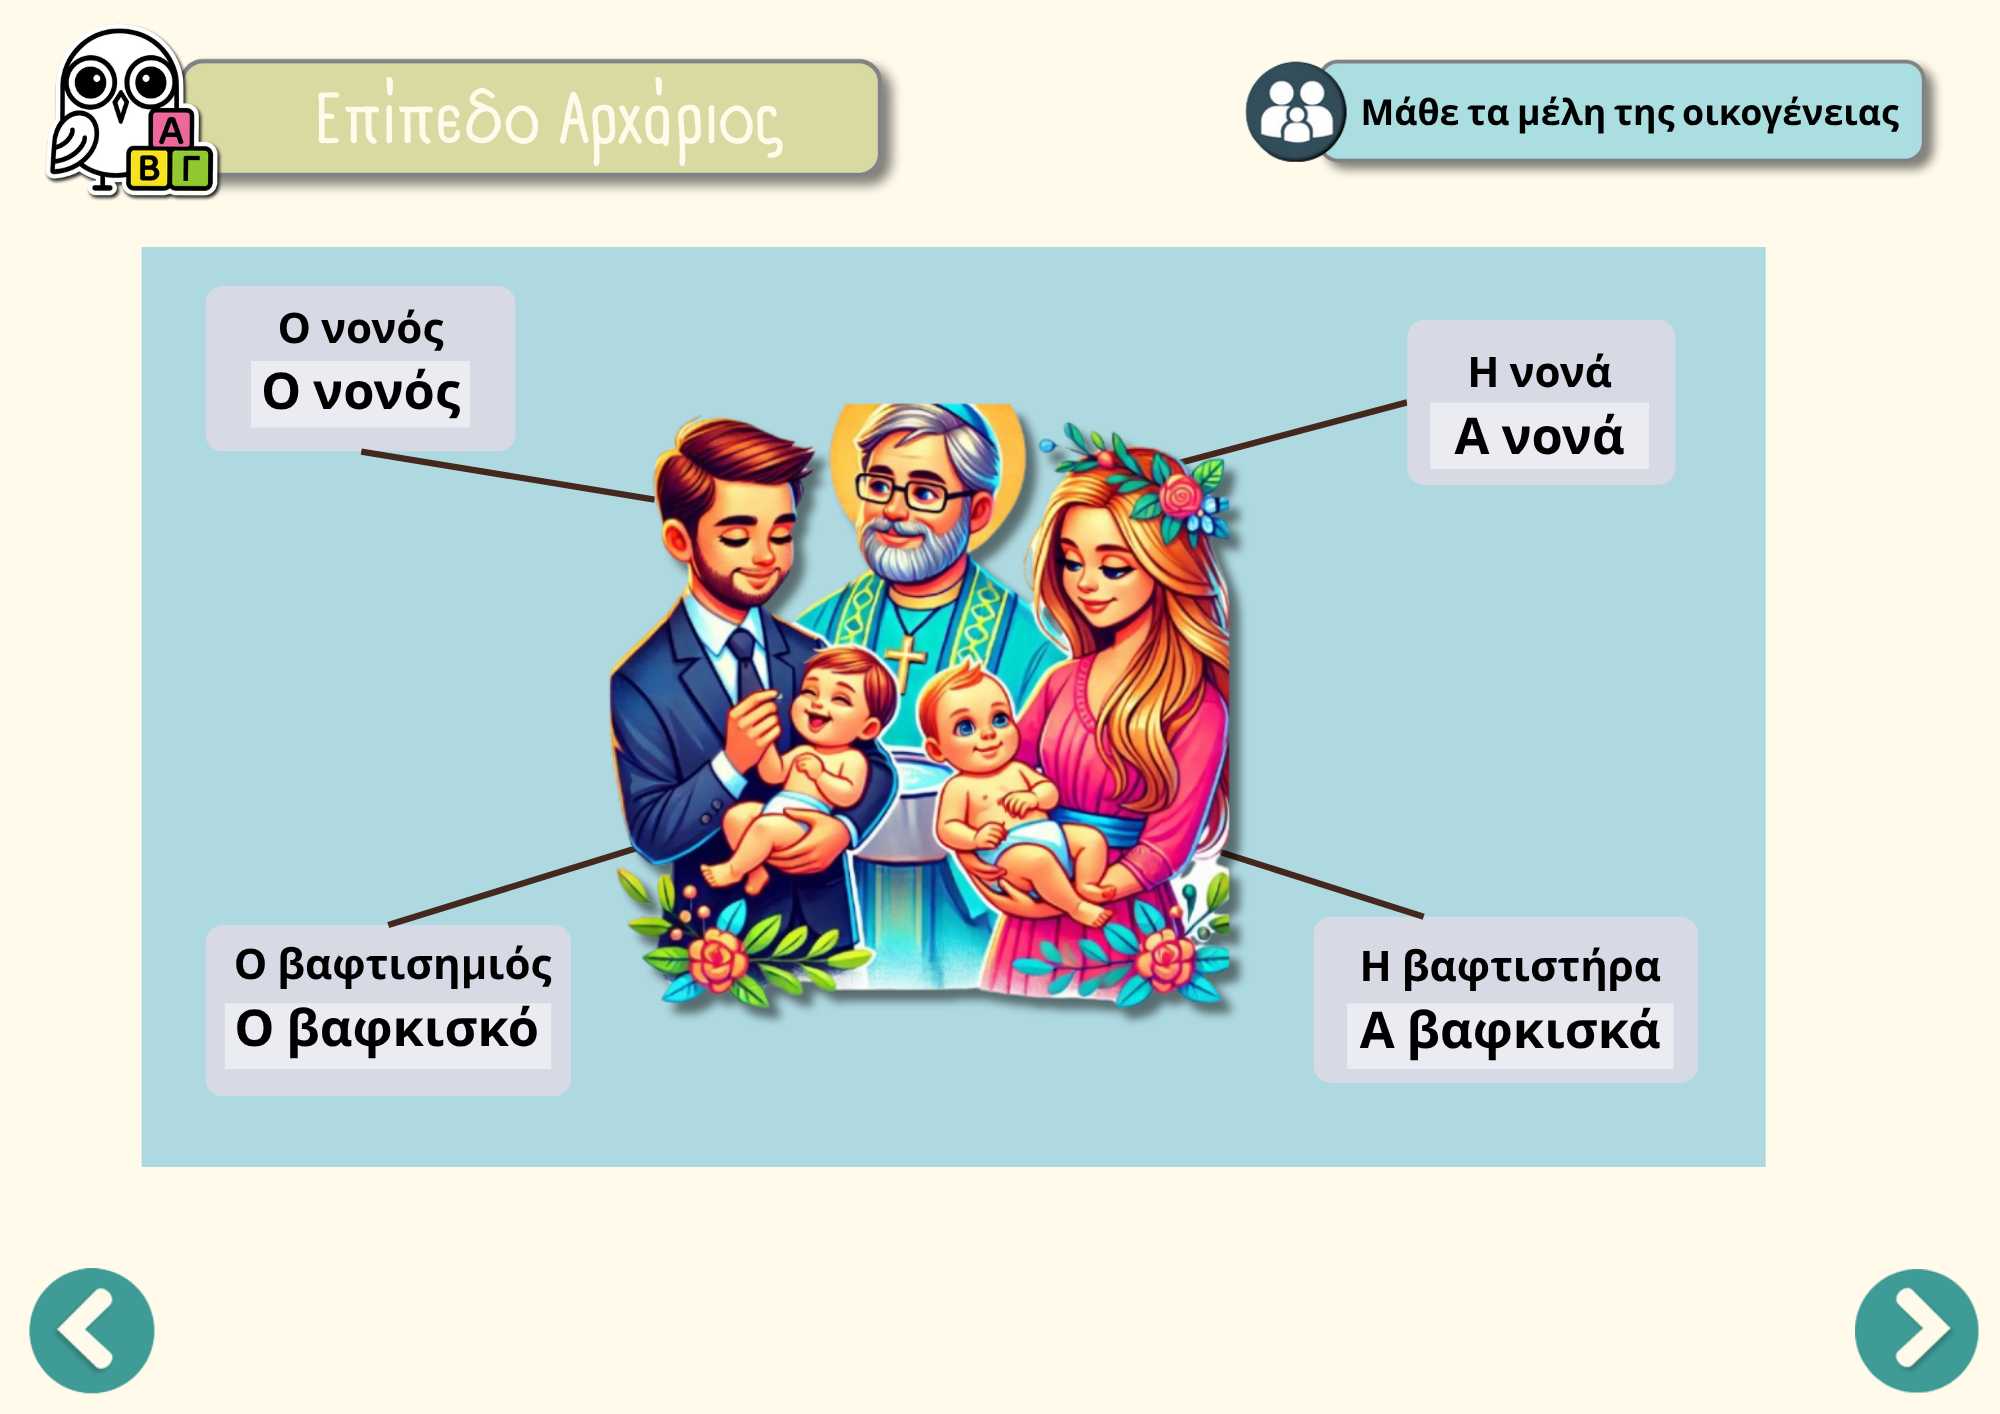 Επίπεδο Αρχάριος
Α
Β Γ
Μάθε τα μέλη της οικογένειας
Ο νονός
Ο νονός
Η νονά
Α νονά
Ο βαφτισημιός
Ο βαφκισκό
Η βαφτιστήρα
Α βαφκισκά